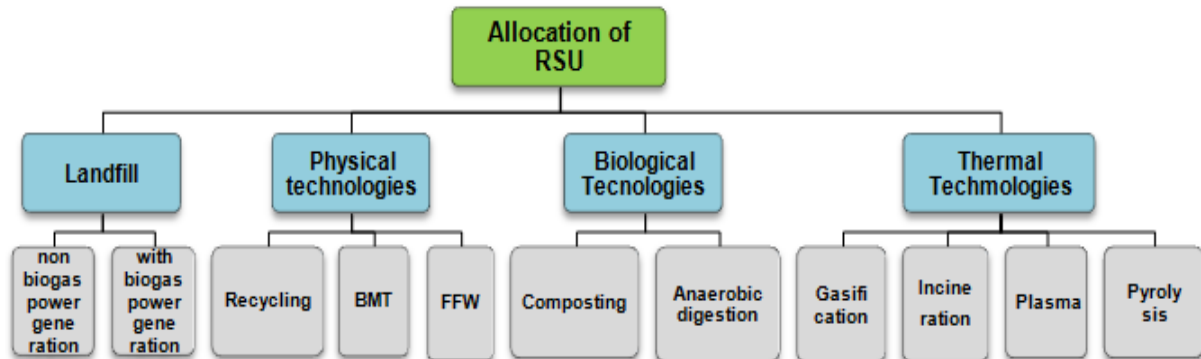 Allocation of
RSU
Landfill
Physical
technologies
Biological
Tecnologies
Thermal
Techmologies
non
biogas
power
gene
ration
with
biogas
power
gene
ration
Recycling
BMT
FFW
Composting
Anaerobic
digestion
Gasifi
cation
Incine
ration
Plasma
Pyroly
sis